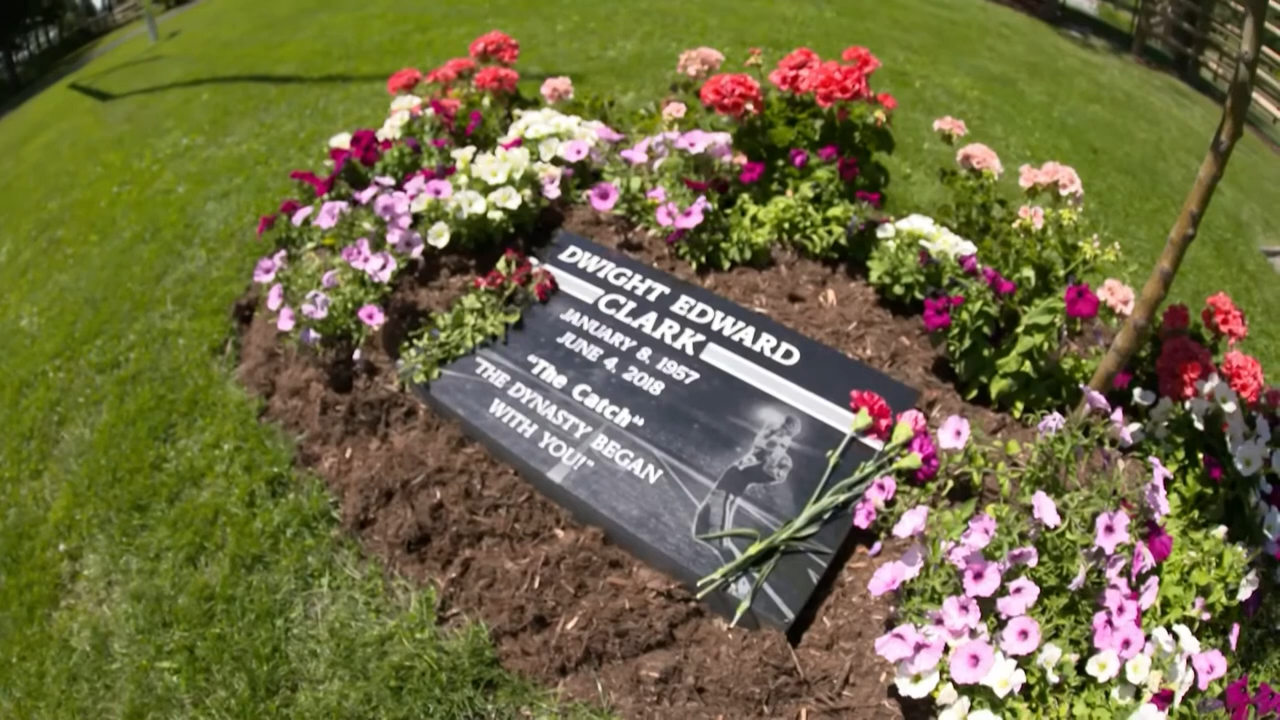 DWIGHT EDWARD
CLARK
JANUARY 8, 1957
JUNE 4, 2018
"The Catch"
"THE DYNASTY BEGAN
WITH YOU!"